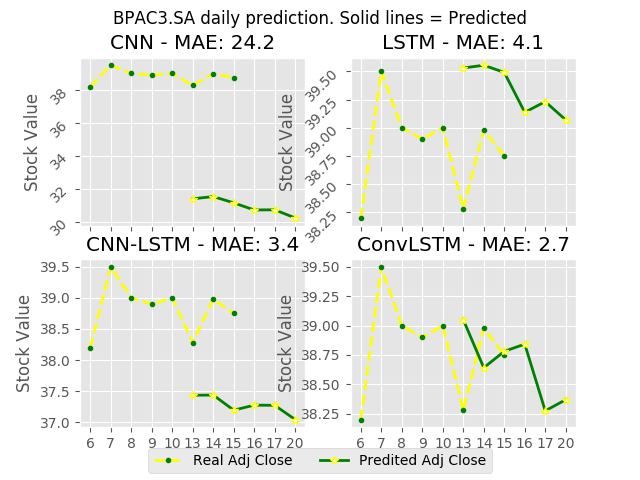 BPAC3.SA daily prediction. Solid lines = Predicted
CNN - MAE: 24.2
Stock Value
38
36
34
32
30
LSTM - MAE: 4.1
Stock Value
39.50
39.25
39.00
38.75
38.50
38.25
CNN-LSTM - MAE: 3.4
Stock Value
39.5
39.0
38.5
38.0
37.5
37.0
6 7 8 9 10 13 14 15 16 17 20
ConvLSTM - MAE: 2.7
Stock Value
39.50
39.25
39.00
38.75
38.50
38.25
6 7 8 9 10 13 14 15 16 17 20
Real Adj Close
Predited Adj Close